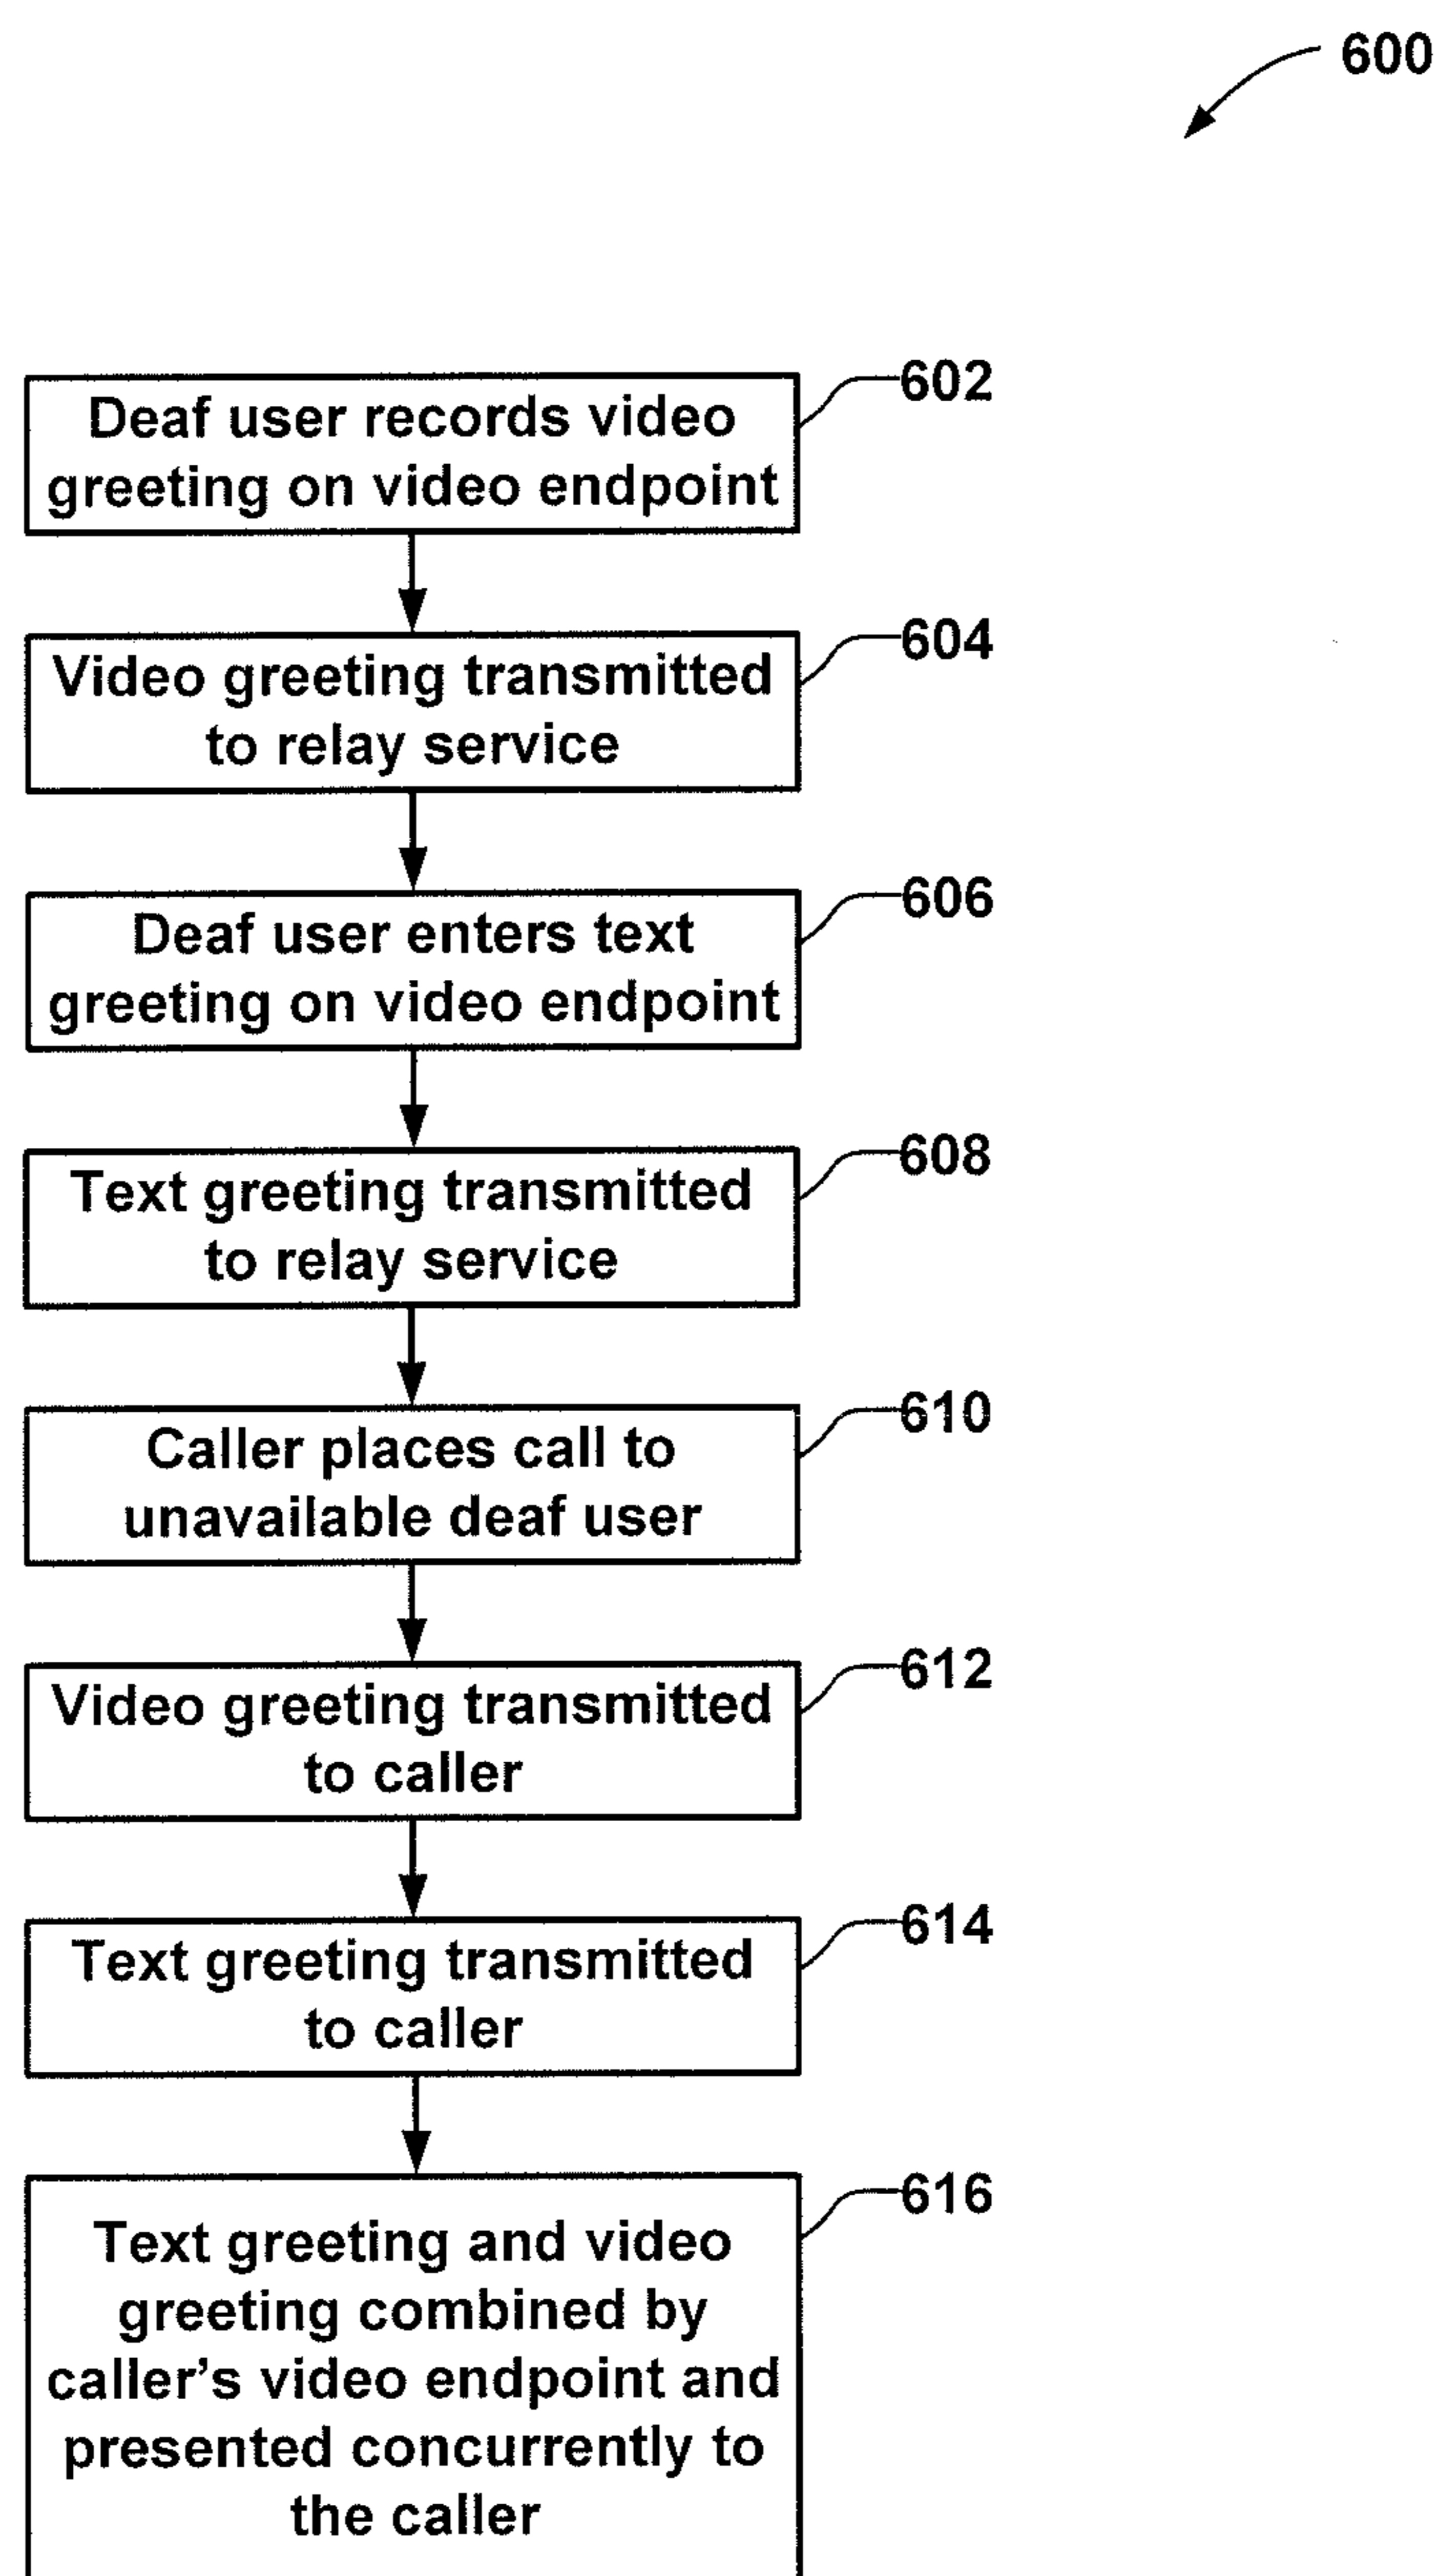 600
602
Deaf user records video
greeting on video endpoint
604
Video greeting transmitted
to relay service
606
Deaf user enters text
greeting on video endpoint
608
Text greeting transmitted
to relay service
610
Caller places call to
unavailable deaf user
612
Video greeting transmitted
to caller
614
Text greeting transmitted
to caller
616
Text greeting and video
greeting combined by
caller's video endpoint and
presented concurrently to
the caller